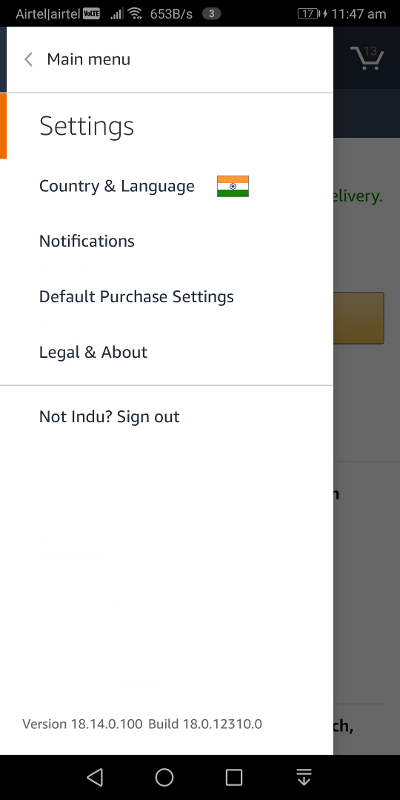 Airtel|airtel VoLTE 653B/s 3 17 11:47 am
Main menu
13
Settings
Country & Language
elivery.
Notifications
Default Purchase Settings
Legal & About
Not Indu? Sign out
n
Version 18.14.0.100 Build 18.0.12310.0
ch,